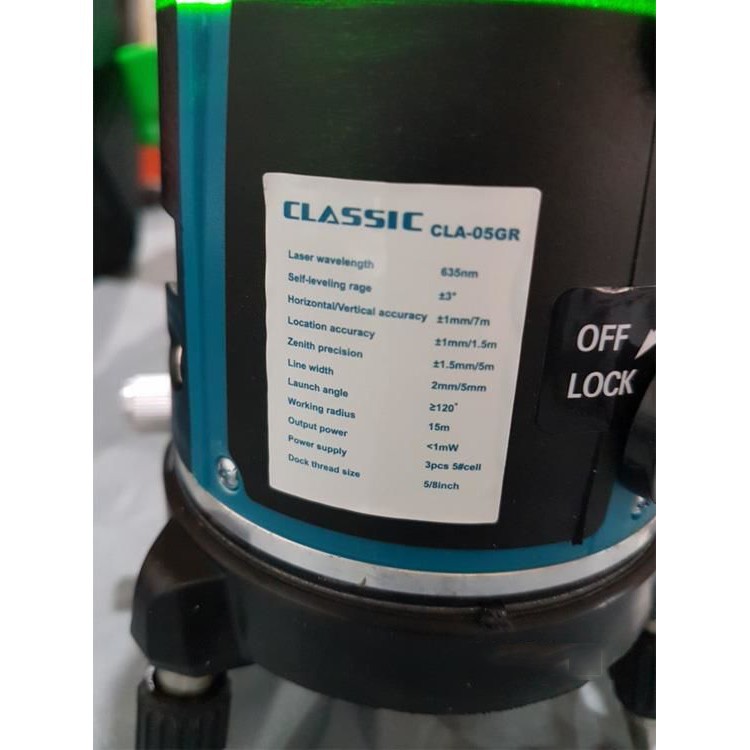 CLASSIC CLA-05GR
Laser wavelength 635nm
Self-leveling rage ±3°
Horizontal/Vertical accuracy ±1mm/7m
Location accuracy ±1mm/1.5m
Zenith precision ±1.5mm/5m
Line width 2mm/5mm
Launch angle ≥120°
Working radius 15m
Output power <1mW
Power supply 3pcs 5#cell
Dock thread size 5/8inch
OFF
LOCK